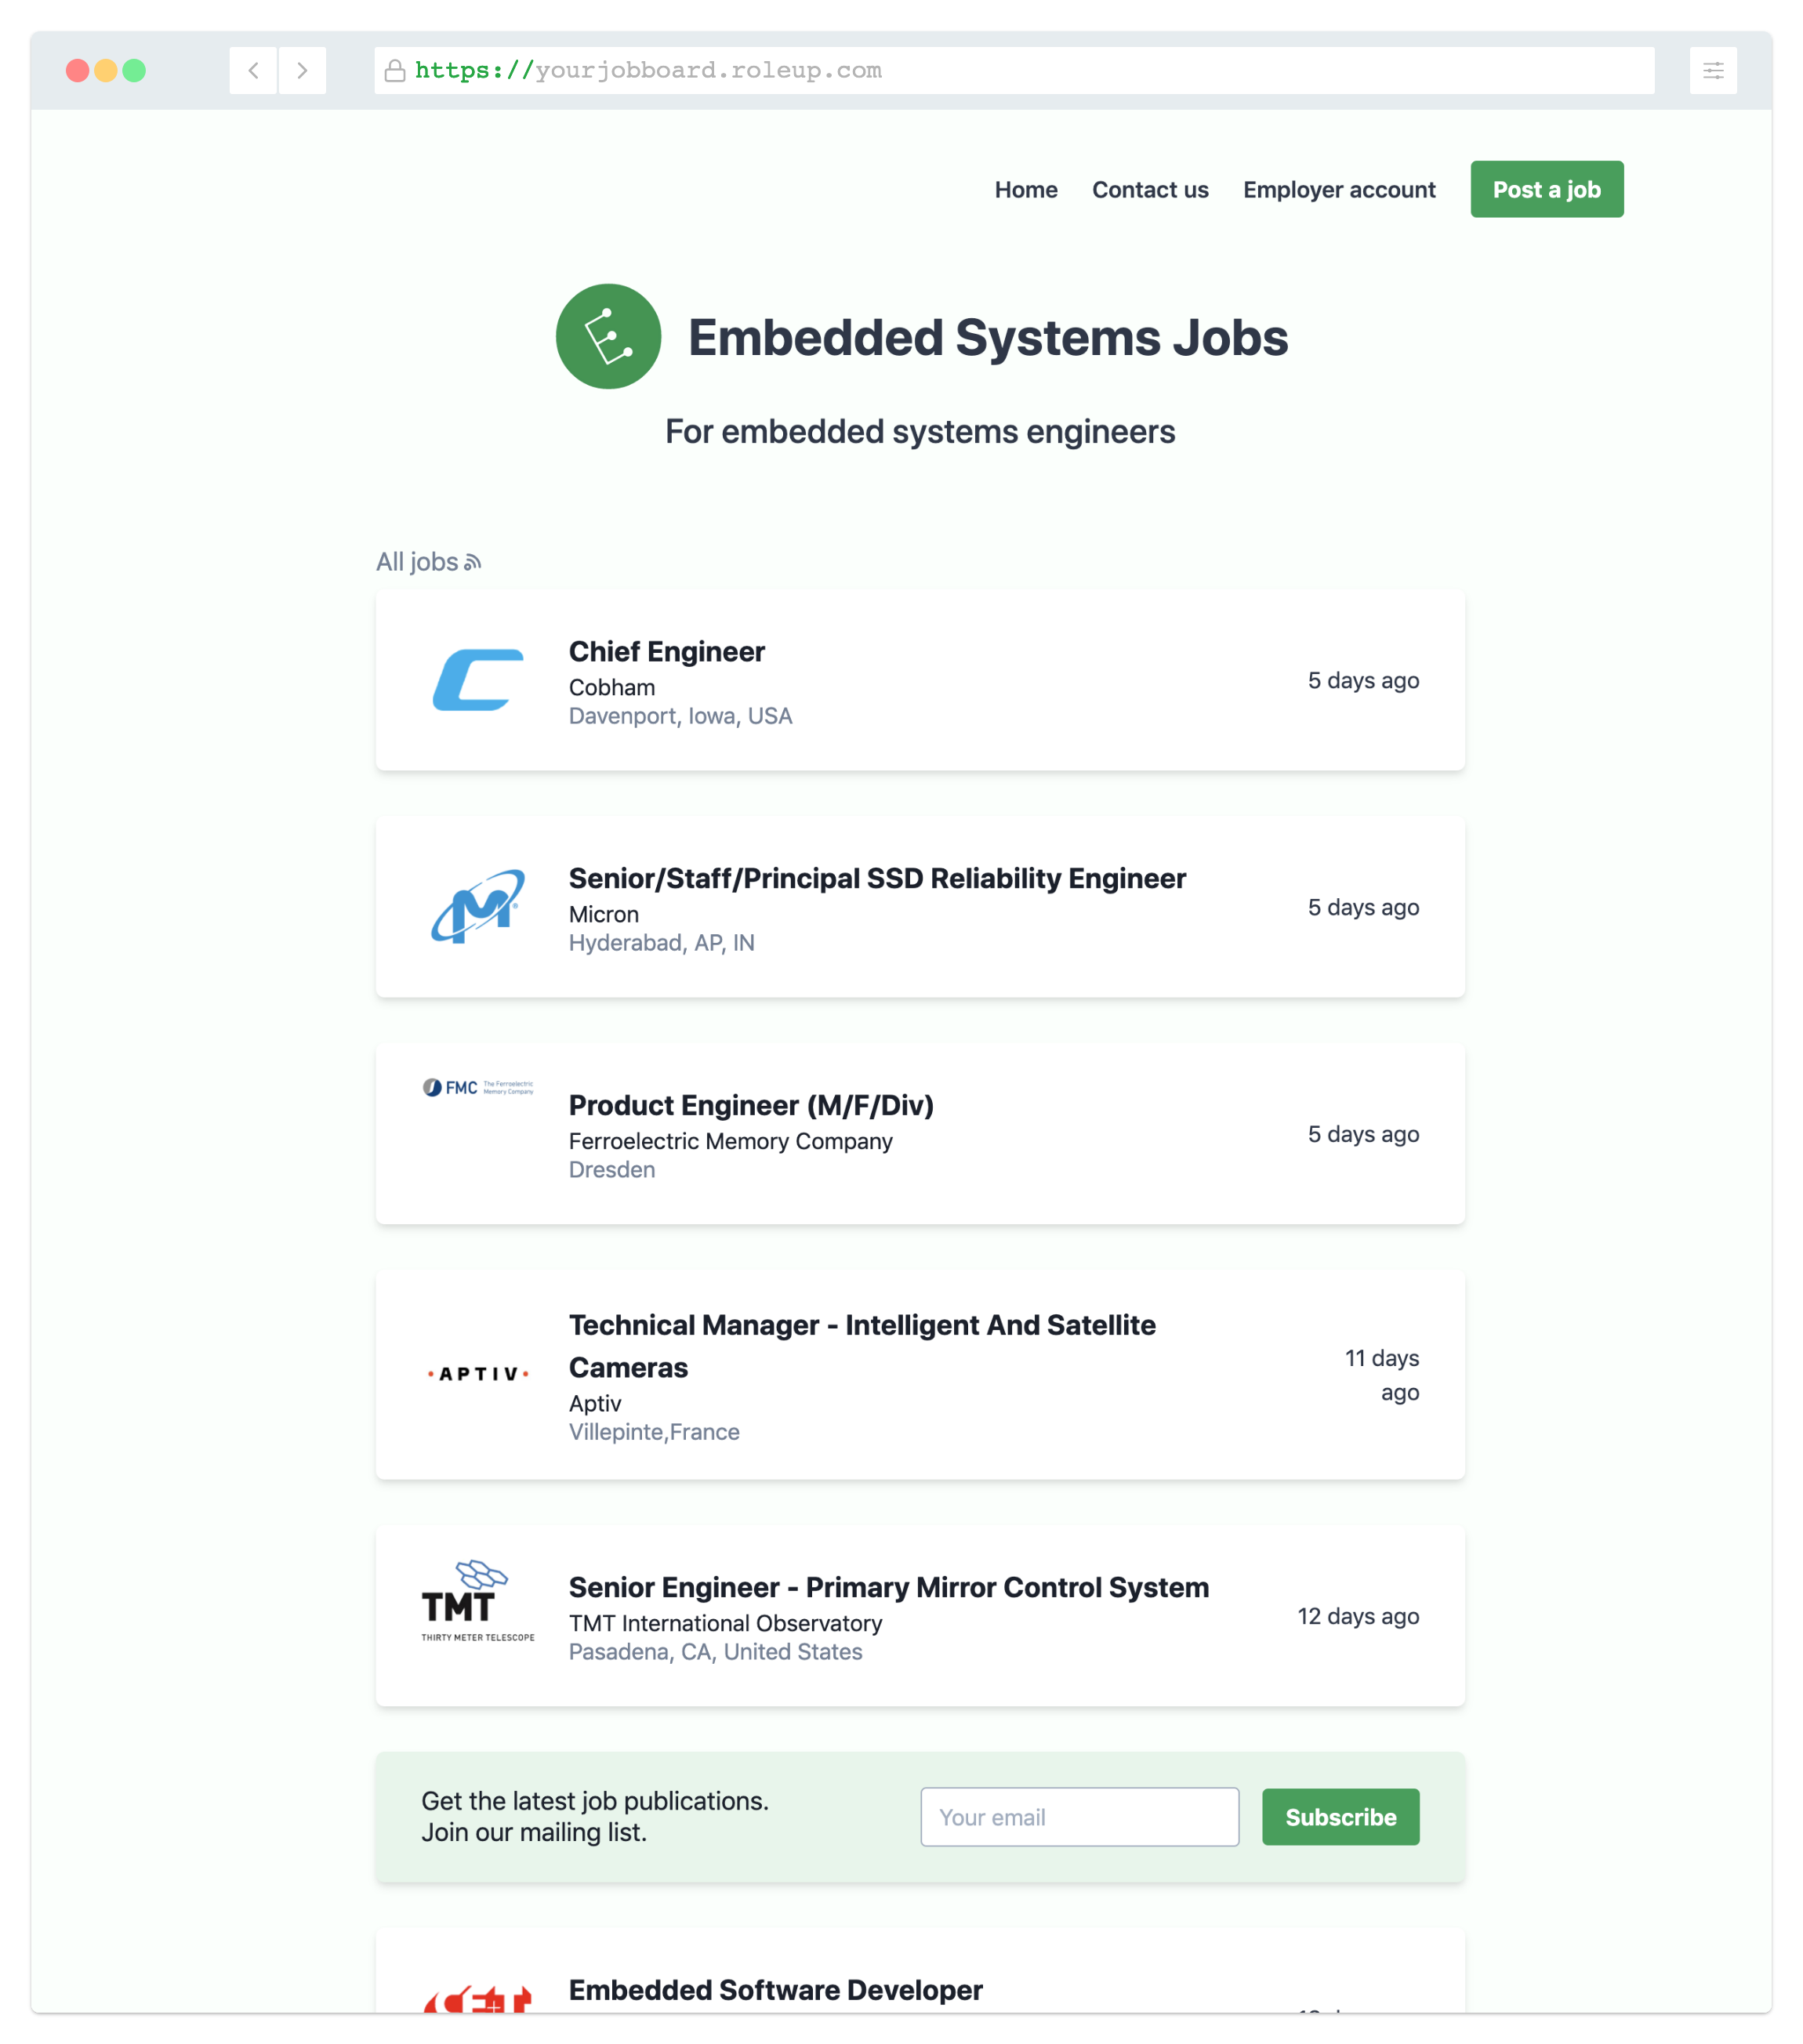 https://yourjobboard.roleup.com
Home Contact us Employer account Post a job
Embedded Systems Jobs
For embedded systems engineers
All jobs
Chief Engineer
Cobham
Davenport, Iowa, USA
5 days ago
Senior/Staff/Principal SSD Reliability Engineer
Micron
Hyderabad, AP, IN
5 days ago
FMC The Ferroelectric
Memory Company
Product Engineer (M/F/Div)
Ferroelectric Memory Company
Dresden
5 days ago
• A P T I V •
Technical Manager - Intelligent And Satellite
Cameras
Aptiv
Villepinte,France
11 days
ago
TMT
THIRTY METER TELESCOPE
Senior Engineer - Primary Mirror Control System
TMT International Observatory
Pasadena, CA, United States
12 days ago
Get the latest job publications.
Join our mailing list.
Your email
Subscribe
Embedded Software Developer